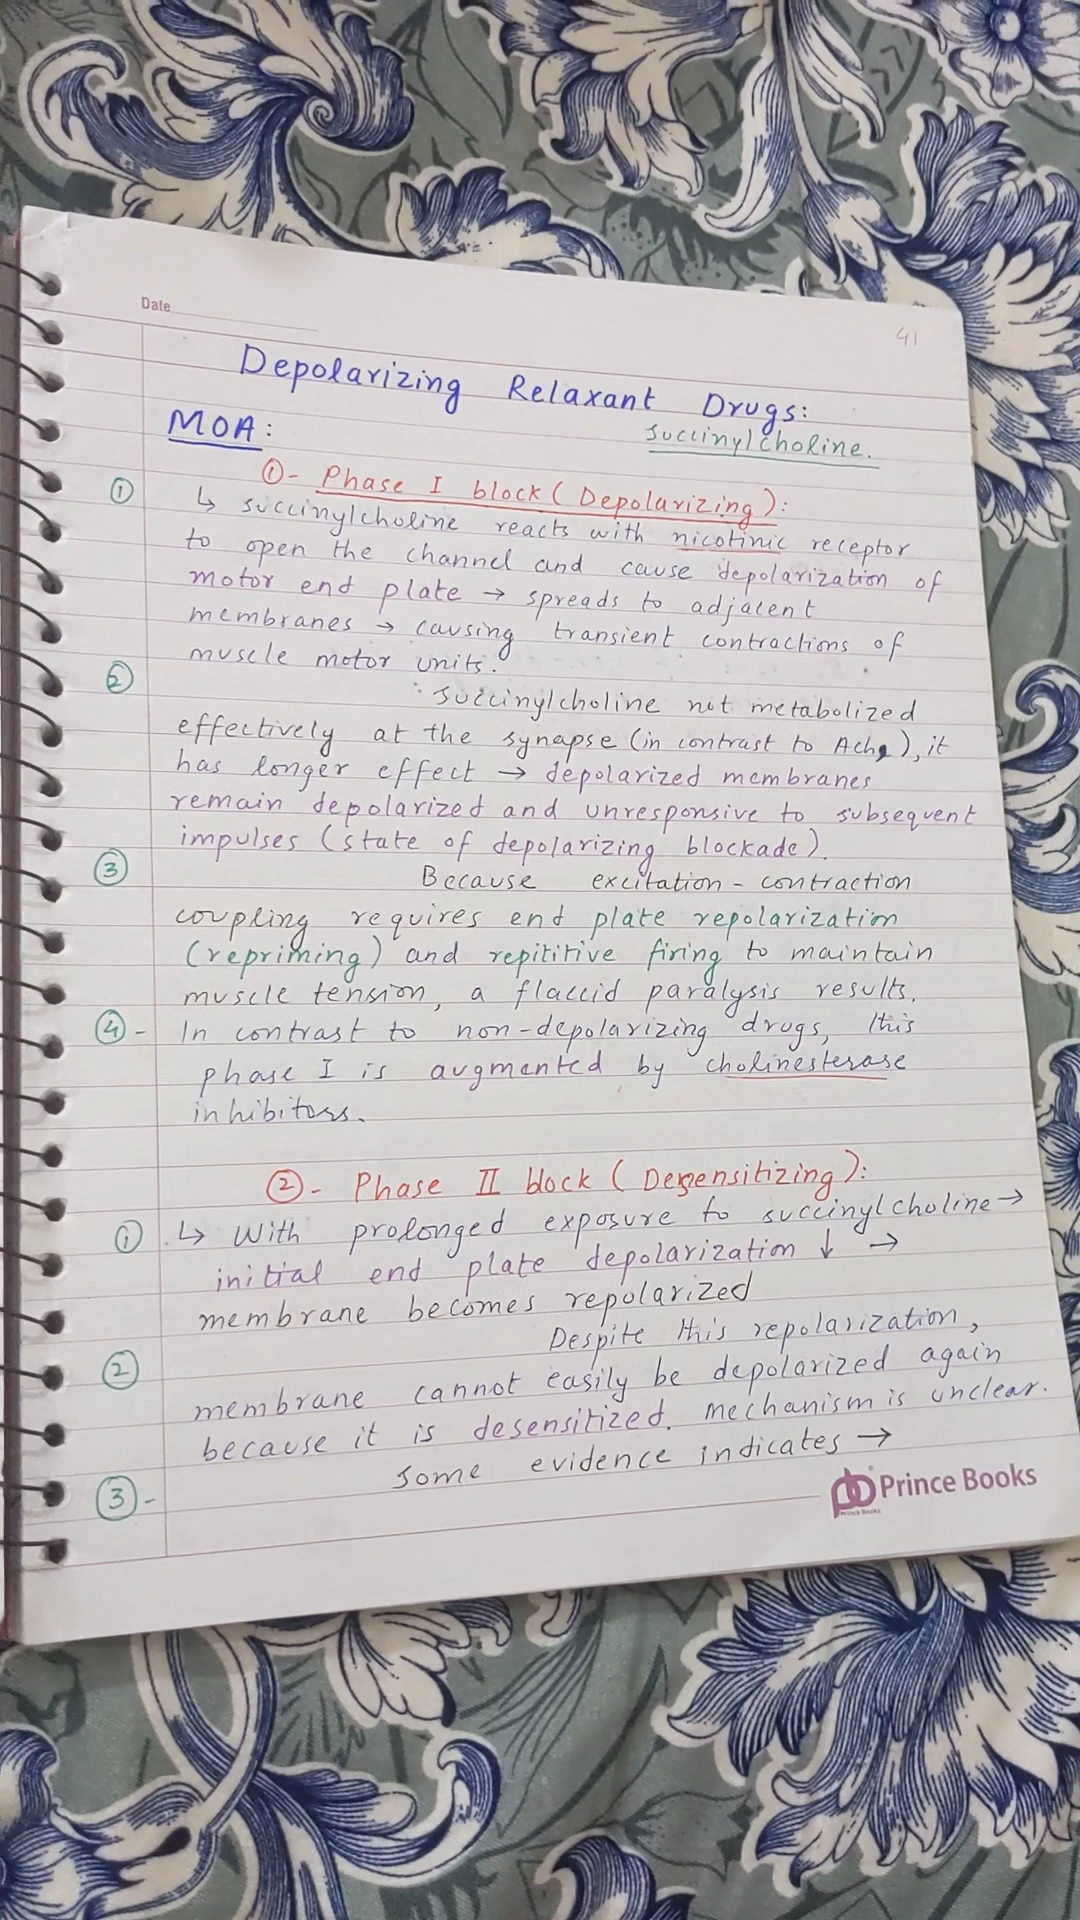 Date
41
Depolarizing Relaxant Drugs:
MOA:
Succinylcholine.
①- Phase I block (Depolarizing):
① ↳ succinylcholine reacts with nicotinic receptor
to open the channel and cause depolarization of
motor end plate → spreads to adjacent
membranes → causing transient contractions of
muscle motor units.
② ∵ succinylcholine not metabolized
effectively at the synapse (in contrast to Ach), it
has longer effect → depolarized membranes
remain depolarized and unresponsive to subsequent
impulses (state of depolarizing blockade).
③ Because excitation - contraction
coupling requires end plate repolarization
(repriming) and repititive firing to maintain
muscle tension, a flaccid paralysis results.
④ - In contrast to non-depolarizing drugs, this
phase I is augmented by cholinesterase
inhibitors.
②- Phase II block (Desensitizing):
① ↳ With prolonged exposure to succinylcholine →
initial end plate depolarization ↓ →
membrane becomes repolarized
② Despite this repolarization,
membrane cannot easily be depolarized again
because it is desensitized. mechanism is unclear.
③ - some evidence indicates →
Prince Books
Prince Books